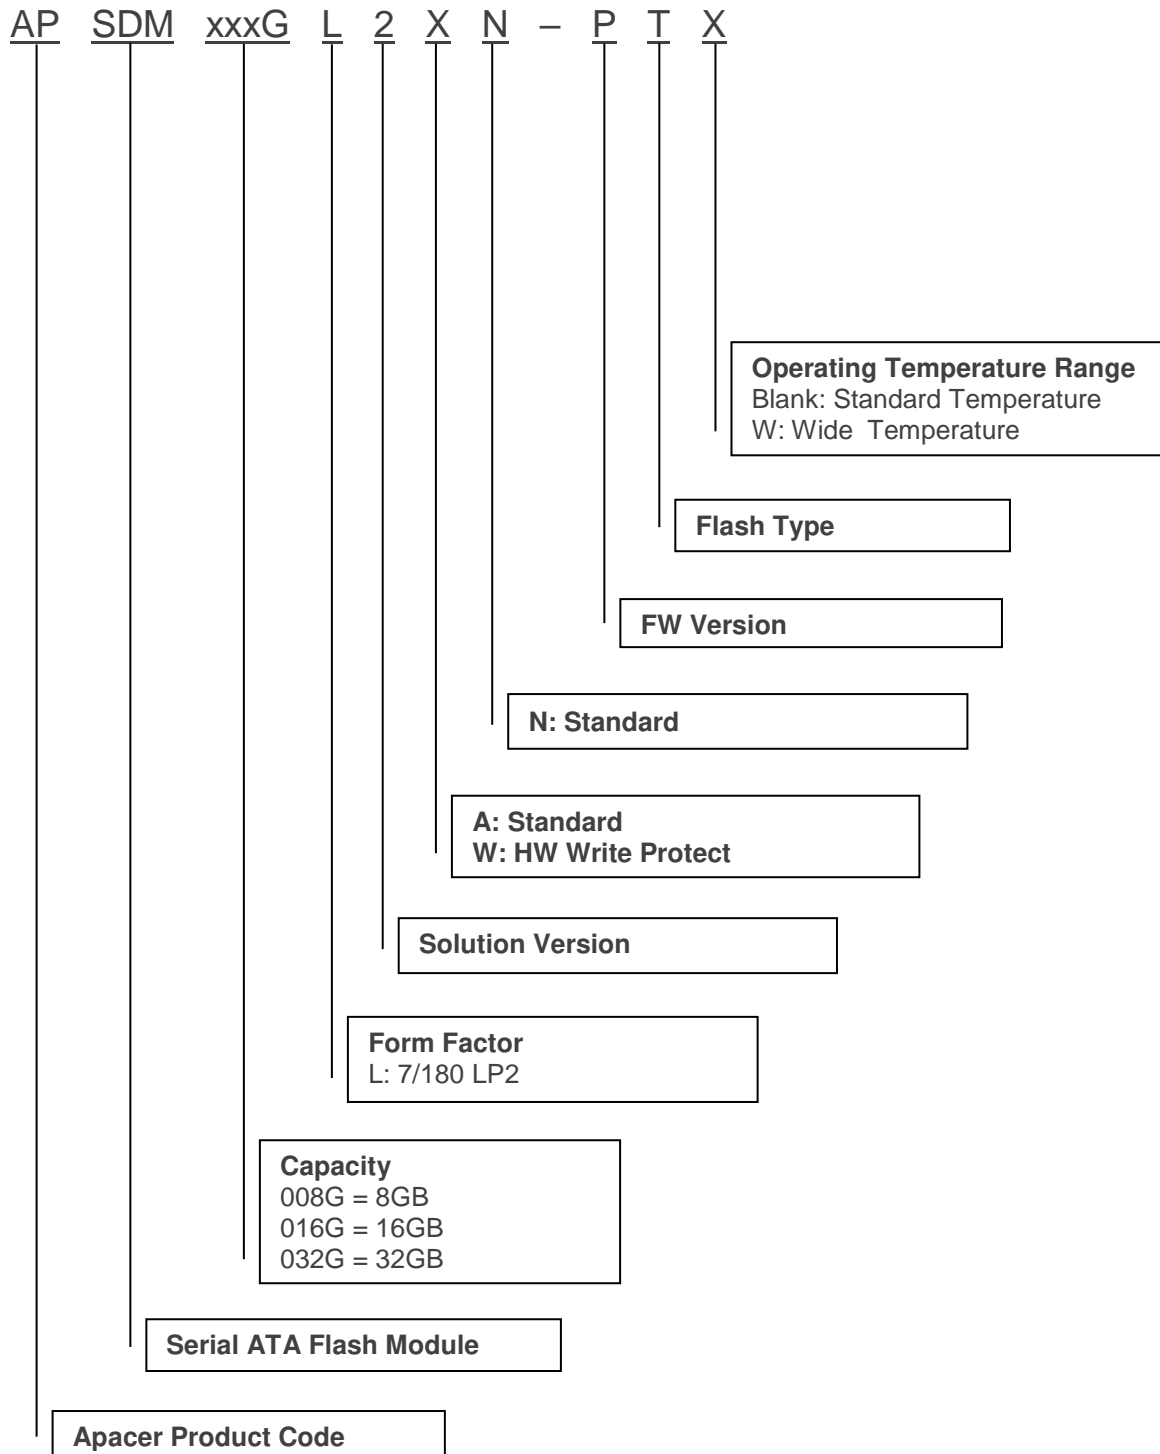 AP SDM xxxG L 2 X N – P T X
Operating Temperature Range
Blank: Standard Temperature
W: Wide Temperature
Flash Type
FW Version
N: Standard
A: Standard
W: HW Write Protect
Solution Version
Form Factor
L: 7/180 LP2
Capacity
008G = 8GB
016G = 16GB
032G = 32GB
Serial ATA Flash Module
Apacer Product Code